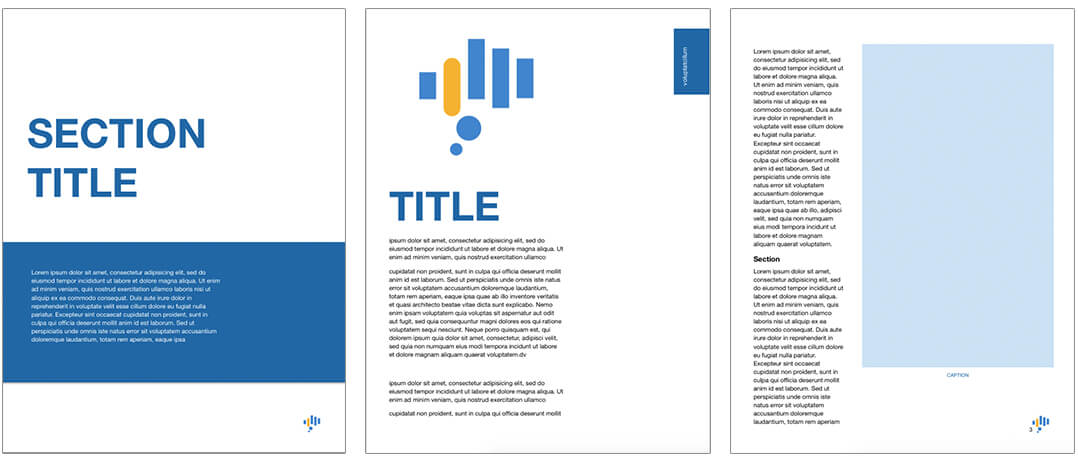 SECTION
TITLE
Lorem ipsum dolor sit amet, consectetur adipisicing elit, sed do
eiusmod tempor incididunt ut labore et dolore magna aliqua. Ut enim
ad minim veniam, quis nostrud exercitation ullamco laboris nisi ut
aliquip ex ea commodo consequat. Duis aute irure dolor in
reprehenderit in voluptate velit esse cillum dolore eu fugiat nulla
pariatur. Excepteur sint occaecat cupidatat non proident, sunt in
culpa qui officia deserunt mollit anim id est laborum. Sed ut
perspiciatis unde omnis iste natus error sit voluptatem accusantium
doloremque laudantium, totam rem aperiam, eaque ipsa
voluptatcillum
TITLE
ipsum dolor sit amet, consectetur adipisicing elit, sed do
eiusmod tempor incididunt ut labore et dolore magna aliqua. Ut
enim ad minim veniam, quis nostrud exercitation ullamco
cupidatat non proident, sunt in culpa qui officia deserunt mollit
anim id est laborum. Sed ut perspiciatis unde omnis iste natus
error sit voluptatem accusantium doloremque laudantium,
totam rem aperiam, eaque ipsa quae ab illo inventore veritatis
et quasi architecto beatae vitae dicta sunt explicabo. Nemo
enim ipsam voluptatem quia voluptas sit aspernatur aut odit
aut fugit, sed quia consequuntur magni dolores eos qui ratione
voluptatem sequi nesciunt. Neque porro quisquam est, qui
dolorem ipsum quia dolor sit amet, consectetur, adipisci velit,
sed quia non numquam eius modi tempora incidunt ut labore
et dolore magnam aliquam quaerat voluptatem.dv
ipsum dolor sit amet, consectetur adipisicing elit, sed do
eiusmod tempor incididunt ut labore et dolore magna aliqua. Ut
enim ad minim veniam, quis nostrud exercitation ullamco
cupidatat non proident, sunt in culpa qui officia deserunt mollit
Lorem ipsum dolor sit amet,
consectetur adipisicing elit, sed
do eiusmod tempor incididunt ut
labore et dolore magna aliqua.
Ut enim ad minim veniam, quis
nostrud exercitation ullamco
laboris nisi ut aliquip ex ea
commodo consequat. Duis aute
irure dolor in reprehenderit in
voluptate velit esse cillum dolore
eu fugiat nulla pariatur.
Excepteur sint occaecat
cupidatat non proident, sunt in
culpa qui officia deserunt mollit
anim id est laborum. Sed ut
perspiciatis unde omnis iste
natus error sit voluptatem
accusantium doloremque
laudantium, totam rem aperiam,
eaque ipsa quae ab illo, adipisci
velit, sed quia non numquam
eius modi tempora incidunt ut
labore et dolore magnam
aliquam quaerat voluptatem.
Section
Lorem ipsum dolor sit amet,
consectetur adipisicing elit, sed
do eiusmod tempor incididunt ut
labore et dolore magna aliqua.
Ut enim ad minim veniam, quis
nostrud exercitation ullamco
laboris nisi ut aliquip ex ea
commodo consequat. Duis aute
irure dolor in reprehenderit in
voluptate velit esse cillum dolore
eu fugiat nulla pariatur.
Excepteur sint occaecat
cupidatat non proident, sunt in
culpa qui officia deserunt mollit
anim id est laborum. Sed ut
perspiciatis unde omnis iste
natus error sit voluptatem
accusantium doloremque
laudantium, totam rem aperiam
CAPTION
3